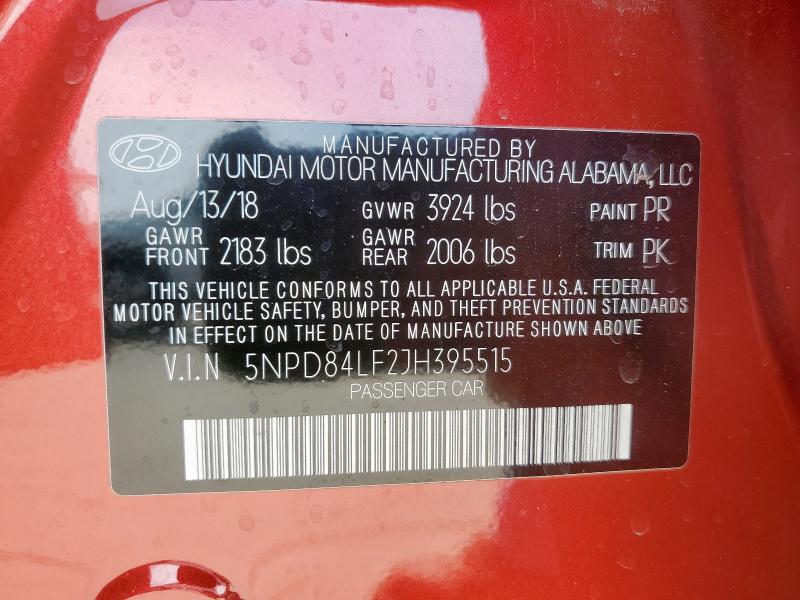 MANUFACTURED BY
HYUNDAI MOTOR MANUFACTURING ALABAMA, LLC
Aug/13/18 GVWR 3924 lbs PAINT PR
GAWR FRONT 2183 lbs GAWR REAR 2006 lbs TRIM PK
THIS VEHICLE CONFORMS TO ALL APPLICABLE U.S.A. FEDERAL
MOTOR VEHICLE SAFETY, BUMPER, AND THEFT PREVENTION STANDARDS
IN EFFECT ON THE DATE OF MANUFACTURE SHOWN ABOVE
V.I.N 5NPD84LF2JH395515
PASSENGER CAR